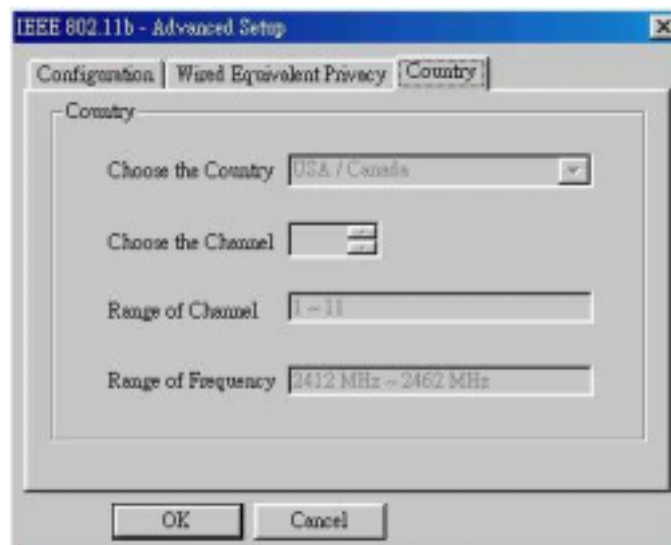 IEEE 802.11b - Advanced Setup
Configuration Wired Equivalent Privacy Country
Country
Choose the Country USA / Canada
Choose the Channel
Range of Channel 1 ~ 11
Range of Frequency 2412 MHz ~ 2462 MHz
OK Cancel